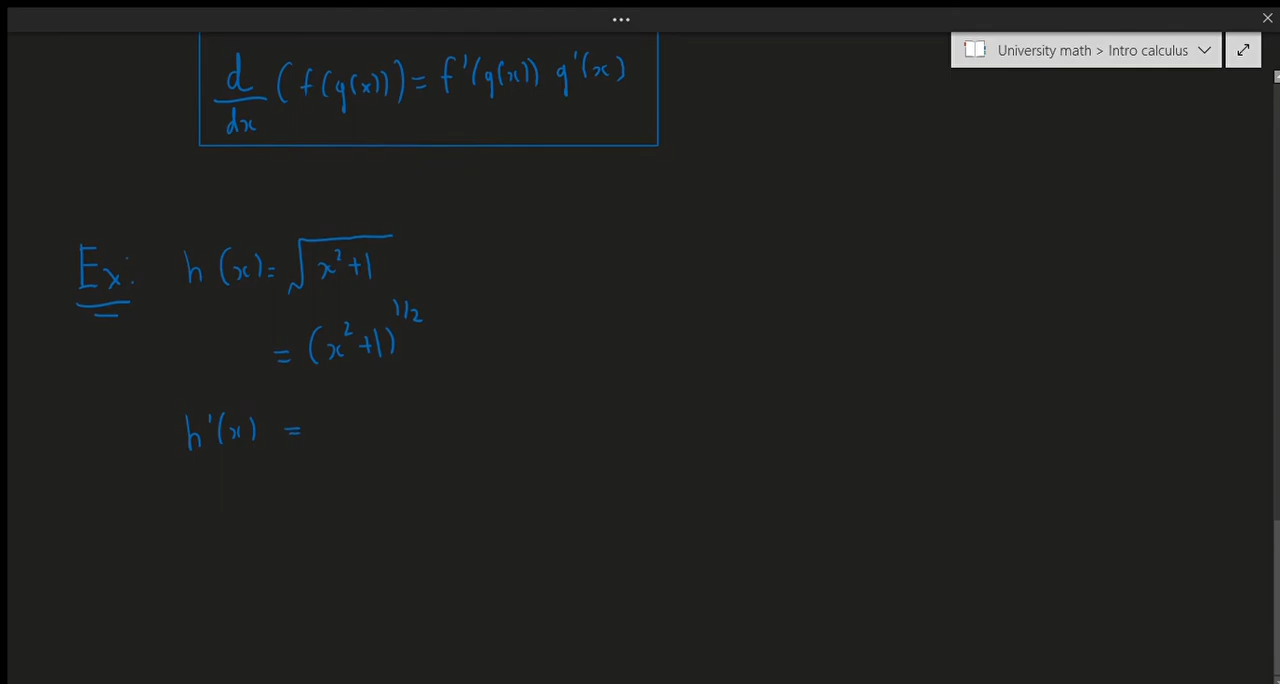 University math > Intro calculus
d/dx (f(g(x))) = f'(g(x)) g'(x)
Ex: h(x) = √x²+1
= (x²+1)^1/2
h'(x) =